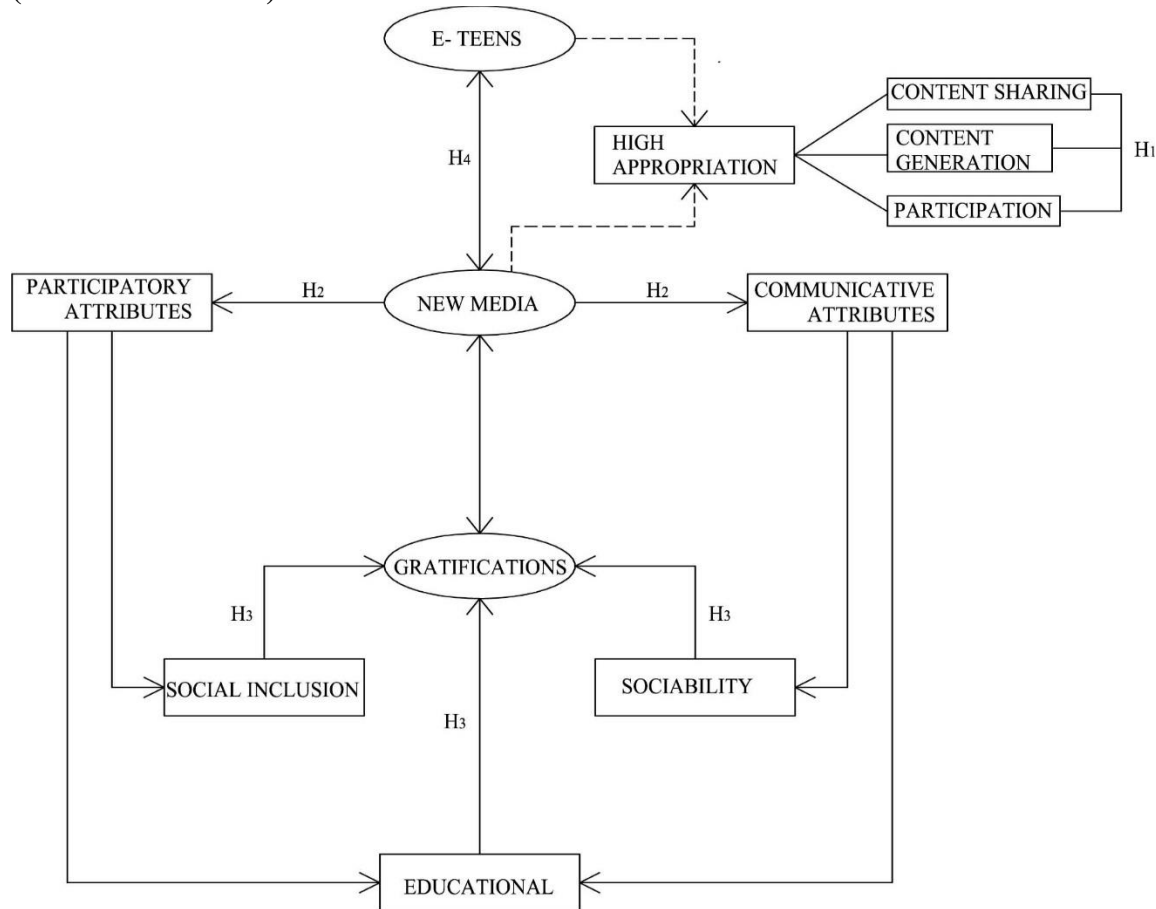 E- TEENS
CONTENT SHARING
HIGH
APPROPRIATION
CONTENT
GENERATION
H1
H4
PARTICIPATION
PARTICIPATORY
ATTRIBUTES
H2
NEW MEDIA
H2
COMMUNICATIVE
ATTRIBUTES
GRATIFICATIONS
H3
H3
SOCIAL INCLUSION
SOCIABILITY
H3
EDUCATIONAL